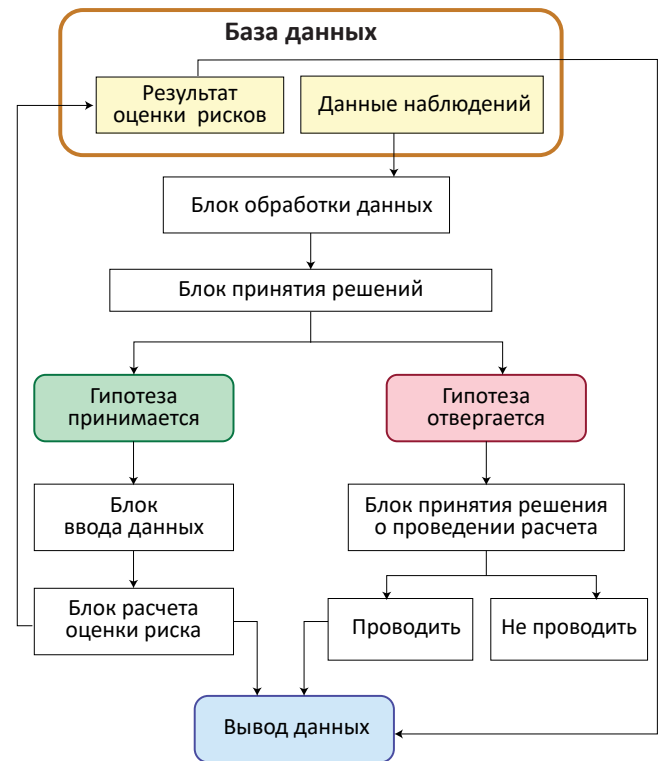 База данных
Результат
оценки рисков
Данные наблюдений
Блок обработки данных
Блок принятия решений
Гипотеза
принимается
Гипотеза
отвергается
Блок
ввода данных
Блок принятия решения
о проведении расчета
Блок расчета
оценки риска
Проводить
Не проводить
Вывод данных